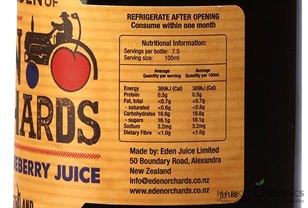 EN OF
REFRIGERATE AFTER OPENING
Consume within one month
Nutritional Information:
Servings per bottle: 7.5
Serving size: 100ml
Average Quantity per serving
Average Quantity per 100mL
Energy 369kJ (Cal) 369kJ (Cal)
Protein 0.5g 0.5g
Fat, total <0.7g <0.7g
- saturated <0.6g <0.6g
Carbohydrates 19.8g 19.8g
- sugars 16.1g 16.1g
Sodium 3.2mg 3.2mg
Dietary Fibre <1.0g <1.0g
N
HARDS
EBERRY JUICE
LAND
Made by: Eden Juice Limited
50 Boundary Road, Alexandra
New Zealand
www.edenorchards.co.nz
info@edenorchards.co.nz